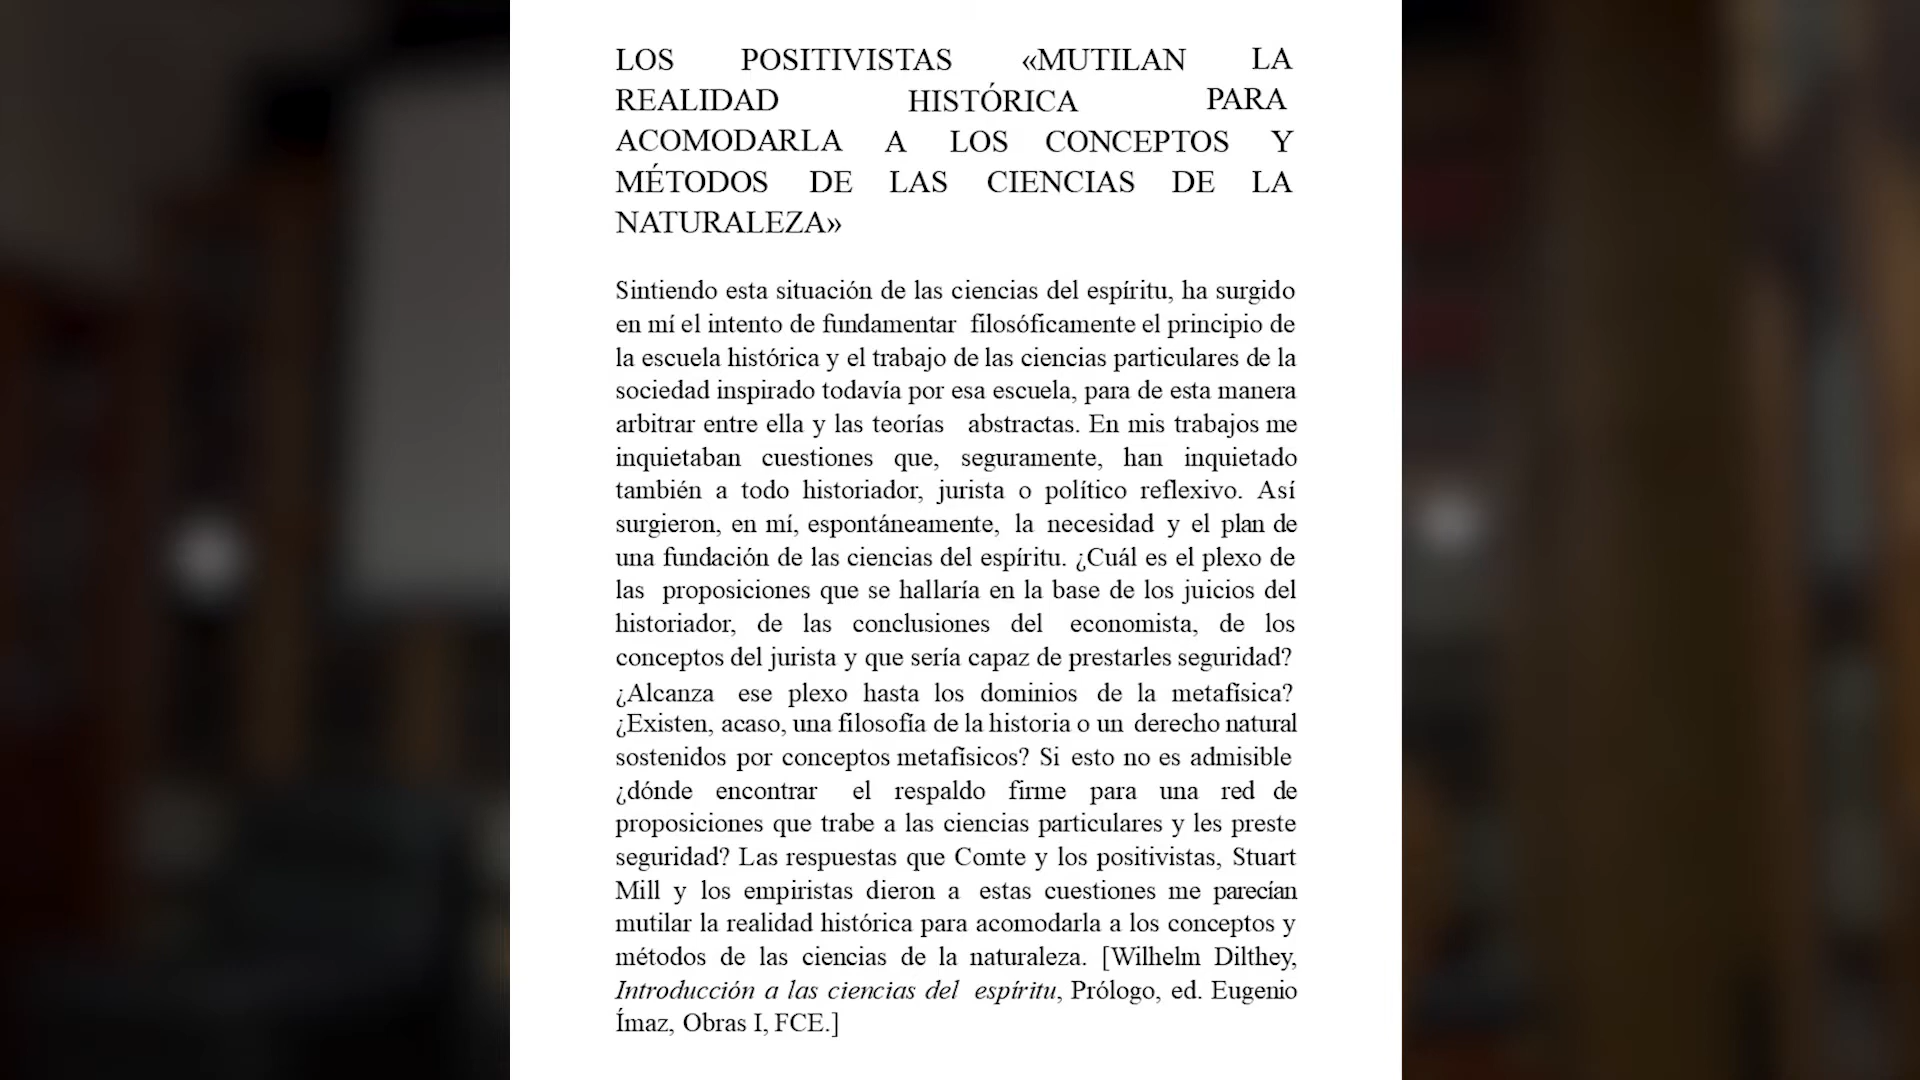 LOS POSITIVISTAS «MUTILAN LA
REALIDAD HISTÓRICA PARA
ACOMODARLA A LOS CONCEPTOS Y
MÉTODOS DE LAS CIENCIAS DE LA
NATURALEZA»
Sintiendo esta situación de las ciencias del espíritu, ha surgido
en mí el intento de fundamentar filosóficamente el principio de
la escuela histórica y el trabajo de las ciencias particulares de la
sociedad inspirado todavía por esa escuela, para de esta manera
arbitrar entre ella y las teorías abstractas. En mis trabajos me
inquietaban cuestiones que, seguramente, han inquietado
también a todo historiador, jurista o político reflexivo. Así
surgieron, en mí, espontáneamente, la necesidad y el plan de
una fundación de las ciencias del espíritu. ¿Cuál es el plexo de
las proposiciones que se hallaría en la base de los juicios del
historiador, de las conclusiones del economista, de los
conceptos del jurista y que sería capaz de prestarles seguridad?
¿Alcanza ese plexo hasta los dominios de la metafísica?
¿Existen, acaso, una filosofía de la historia o un derecho natural
sostenidos por conceptos metafísicos? Si esto no es admisible
¿dónde encontrar el respaldo firme para una red de
proposiciones que trabe a las ciencias particulares y les preste
seguridad? Las respuestas que Comte y los positivistas, Stuart
Mill y los empiristas dieron a estas cuestiones me parecían
mutilar la realidad histórica para acomodarla a los conceptos y
métodos de las ciencias de la naturaleza. [Wilhelm Dilthey,
Introducción a las ciencias del espíritu, Prólogo, ed. Eugenio
Ímaz, Obras I, FCE.]